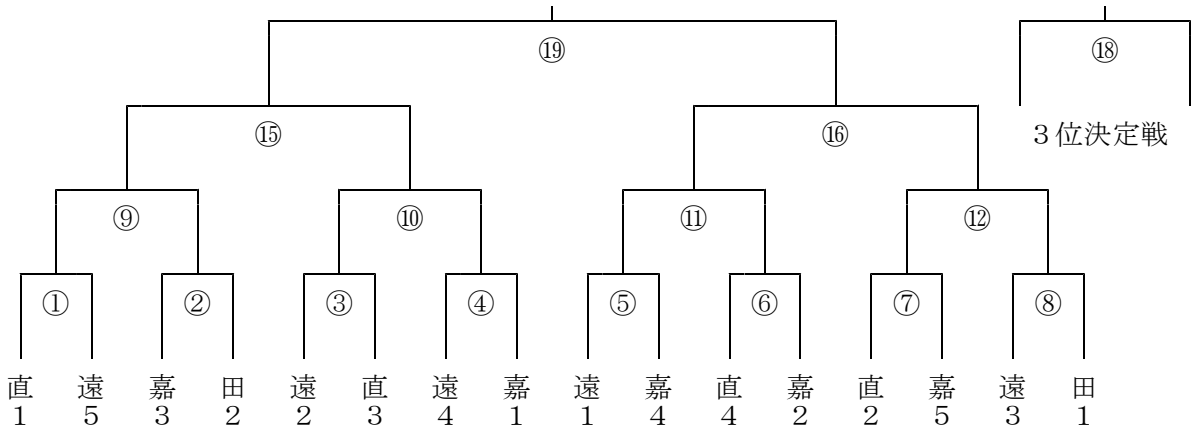 ⑲ ⑱
⑮ ⑯ ３位決定戦
⑨ ⑩ ⑪ ⑫
① ② ③ ④ ⑤ ⑥ ⑦ ⑧
直 遠 嘉 田 遠 直 遠 嘉 遠 嘉 直 嘉 直 嘉 遠 田
１ ５ ３ ２ ２ ３ ４ １ １ ４ ４ ２ ２ ５ ３ １